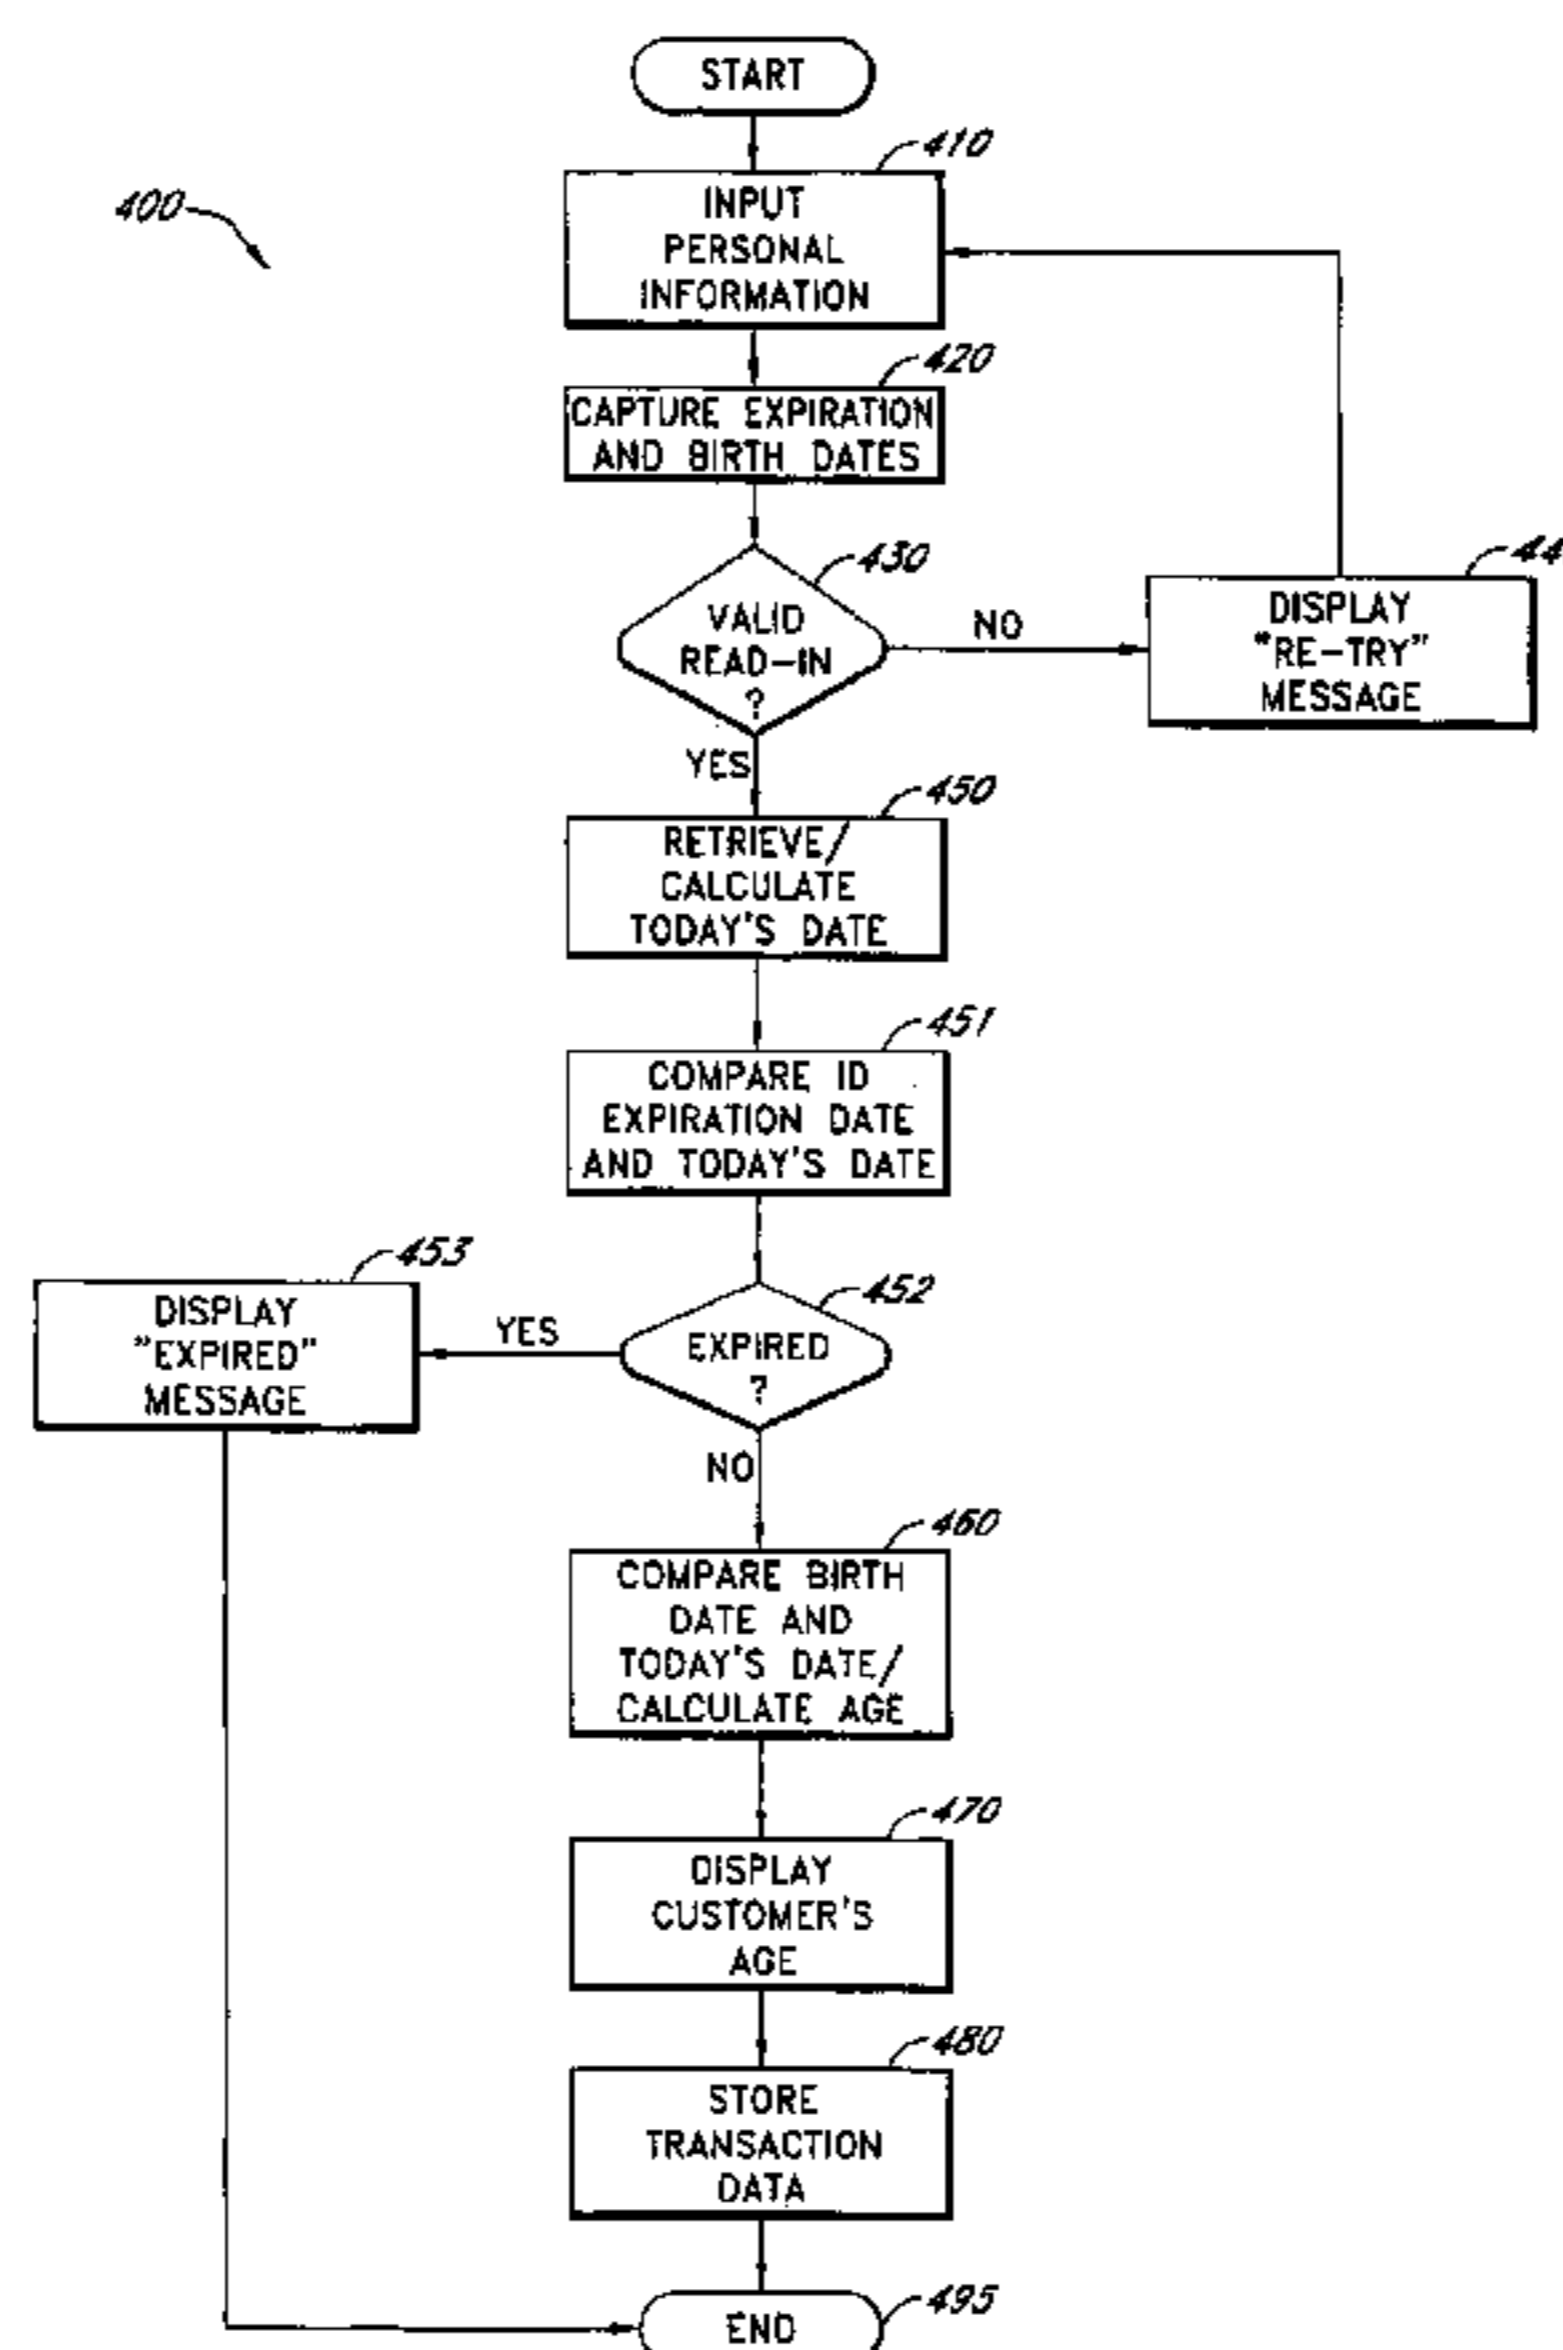 START
410
400
INPUT
PERSONAL
INFORMATION
420
CAPTURE EXPIRATION
AND BIRTH DATES
430
44
VALID
READ-IN
?
NO
DISPLAY
"RE-TRY"
MESSAGE
YES
450
RETRIEVE/
CALCULATE
TODAY'S DATE
451
COMPARE ID
EXPIRATION DATE
AND TODAY'S DATE
453
DISPLAY
"EXPIRED"
MESSAGE
YES
452
EXPIRED
?
NO
460
COMPARE BIRTH
DATE AND
TODAY'S DATE/
CALCULATE AGE
470
DISPLAY
CUSTOMER'S
AGE
480
STORE
TRANSACTION
DATA
495
END